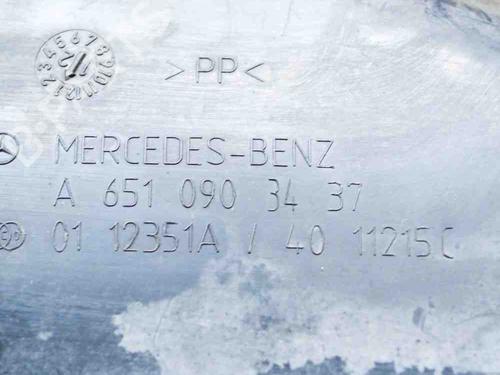 >PP<
MERCEDES-BENZ
A 651 090 34 37
01 12351A / 40 11215C